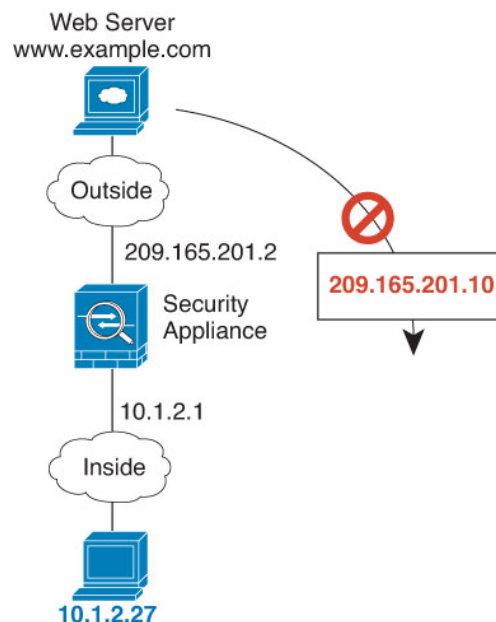 Web Server
www.example.com
Outside
209.165.201.2
209.165.201.10
Security
Appliance
10.1.2.1
Inside
10.1.2.27